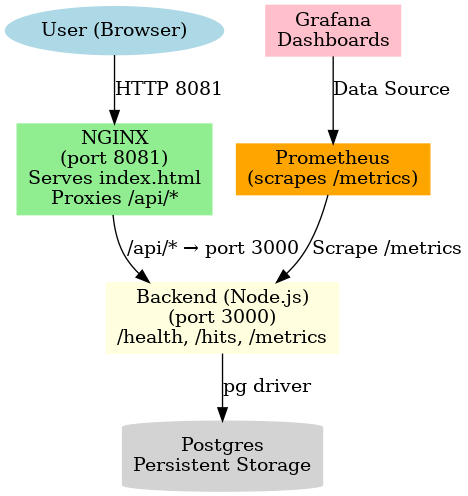 User (Browser)
Grafana
Dashboards
HTTP 8081
Data Source
NGINX
(port 8081)
Serves index.html
Proxies /api/*
Prometheus
(scrapes /metrics)
/api/* → port 3000
Scrape /metrics
Backend (Node.js)
(port 3000)
/health, /hits, /metrics
pg driver
Postgres
Persistent Storage